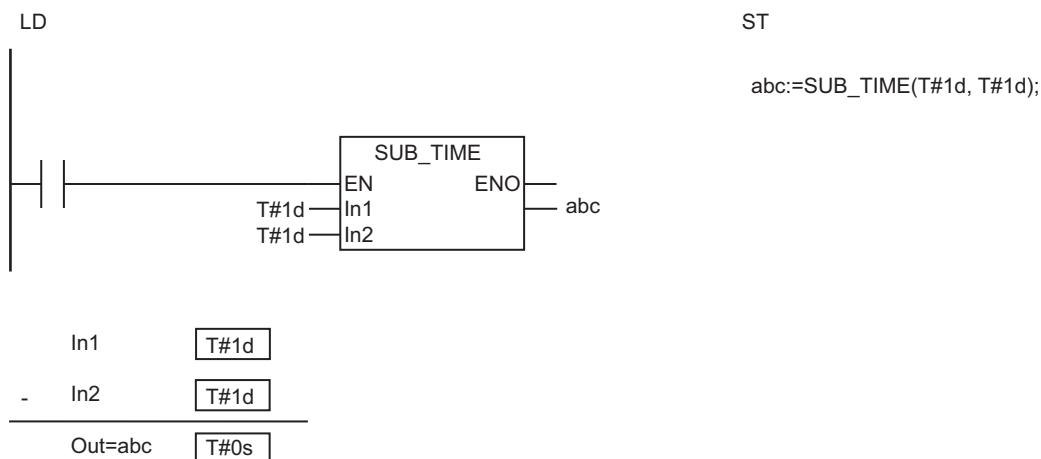 LD
ST
abc:=SUB_TIME(T#1d, T#1d);
SUB_TIME
EN ENO
T#1d In1 abc
T#1d In2
In1 T#1d
- In2 T#1d
Out=abc T#0s